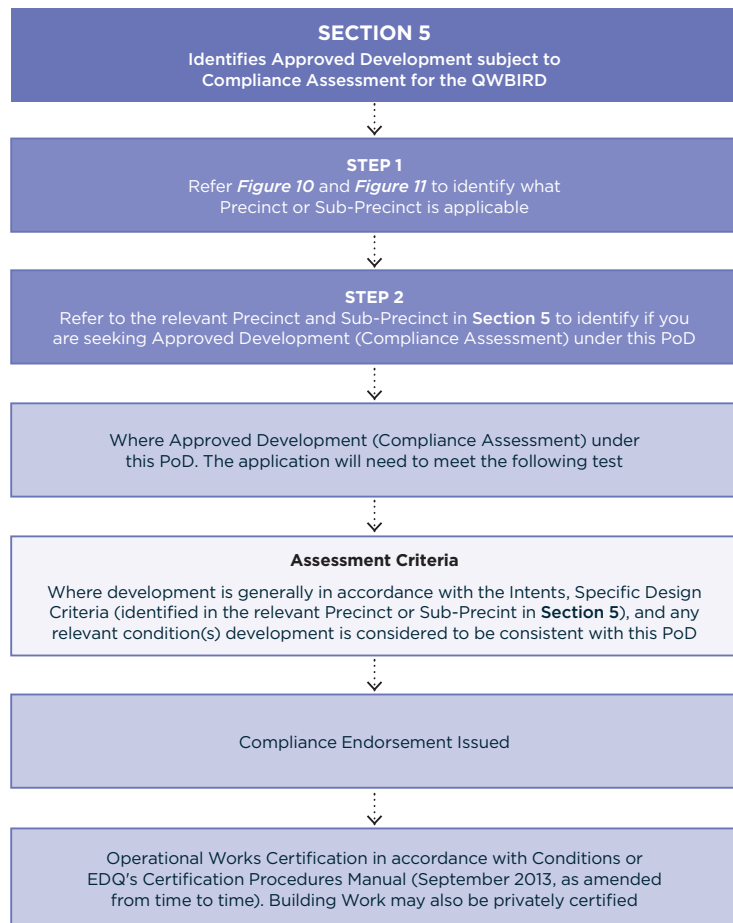 SECTION 5
Identifies Approved Development subject to
Compliance Assessment for the QWBIRD
STEP 1
Refer Figure 10 and Figure 11 to identify what
Precinct or Sub-Precinct is applicable
STEP 2
Refer to the relevant Precinct and Sub-Precinct in Section 5 to identify if you
are seeking Approved Development (Compliance Assessment) under this PoD
Where Approved Development (Compliance Assessment) under
this PoD. The application will need to meet the following test
Assessment Criteria
Where development is generally in accordance with the Intents, Specific Design
Criteria (identified in the relevant Precinct or Sub-Precint in Section 5), and any
relevant condition(s) development is considered to be consistent with this PoD
Compliance Endorsement Issued
Operational Works Certification in accordance with Conditions or
EDQ's Certification Procedures Manual (September 2013, as amended
from time to time). Building Work may also be privately certified